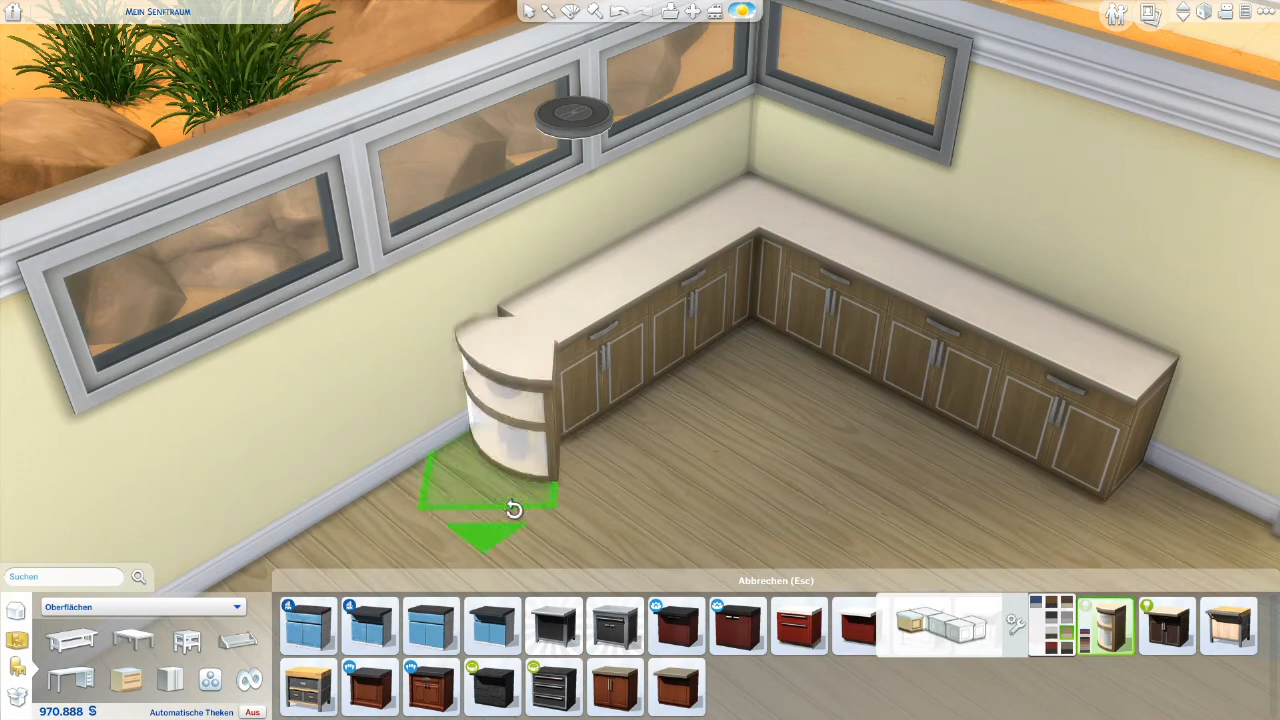 Mein Senftraum
Abbrechen (Esc)
Suchen
Oberflächen
970.888 $
Automatische Theken Aus